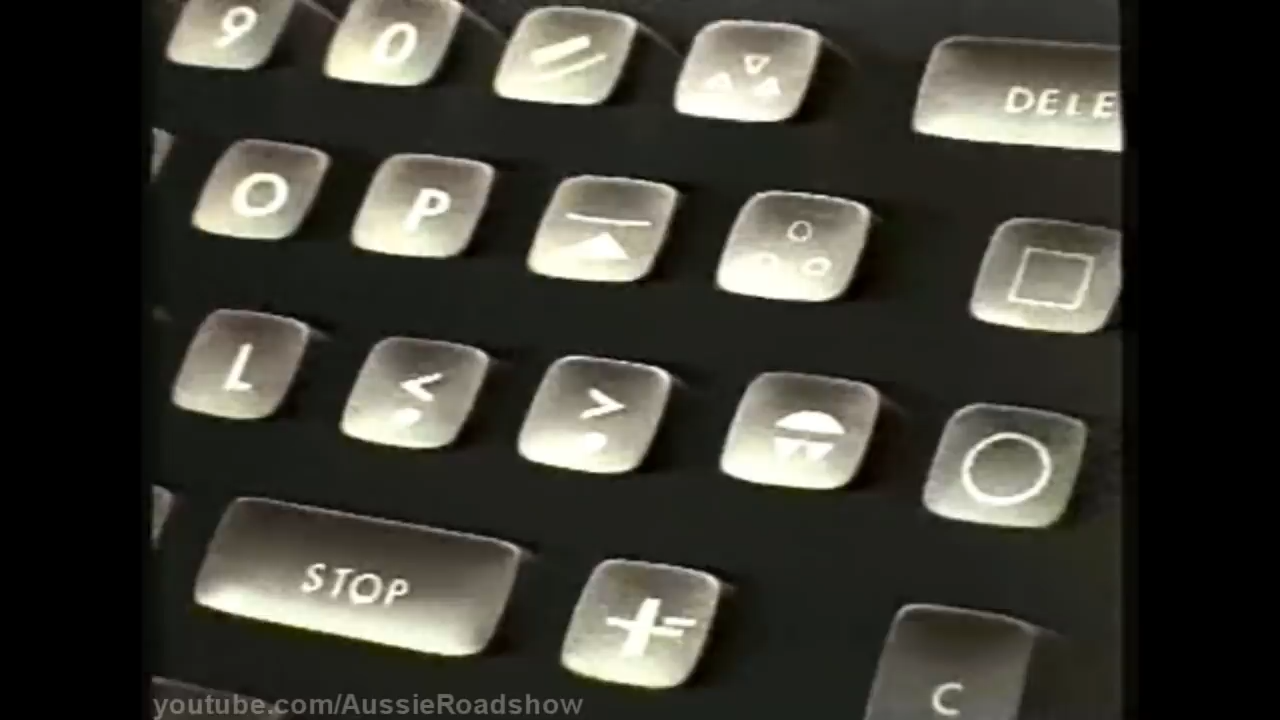 9 0 DELE
O P
L < >
STOP + =
C
youtube.com/AussieRoadshow